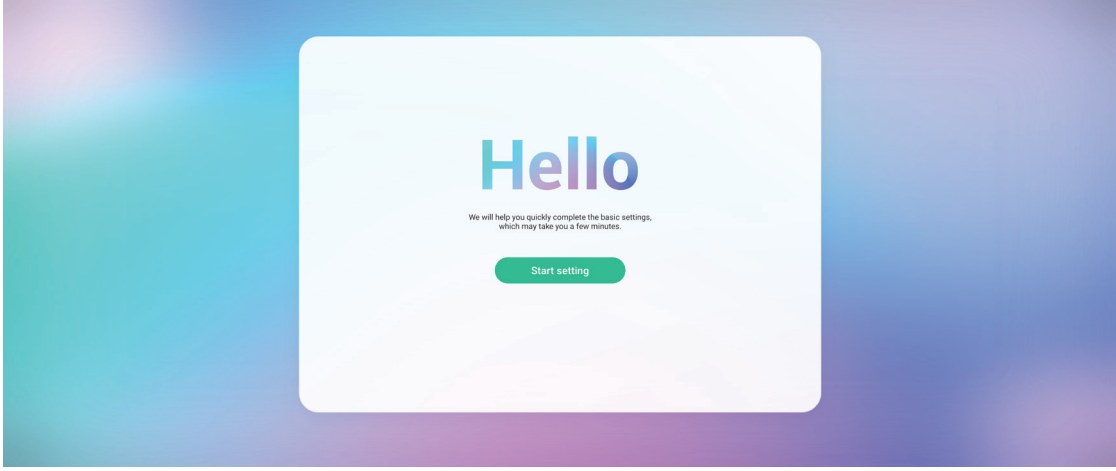 Hello
We will help you quickly complete the basic settings,
which may take you a few minutes.
Start setting